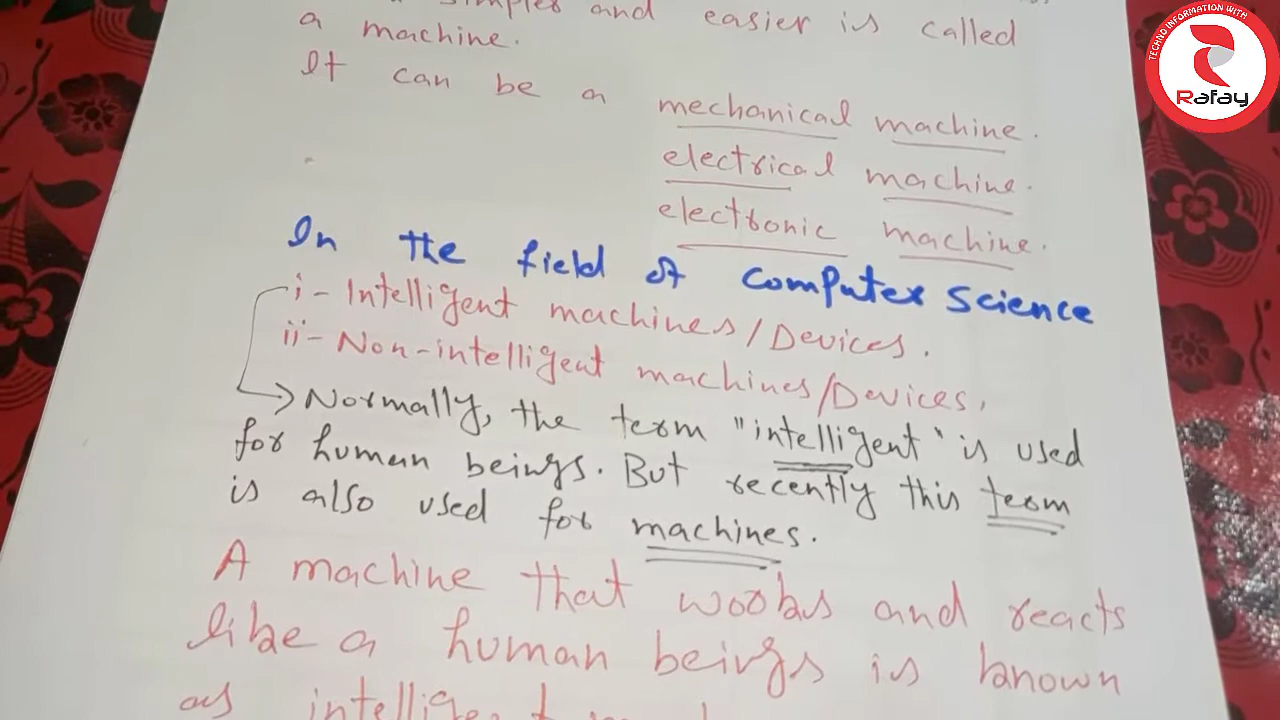 simpler and easier is called
a machine.
It can be a mechanical machine.
electrical machine.
electronic machine.
In the field of Computer Science
i- Intelligent machines/Devices.
ii- Non-intelligent machines/Devices.
→ Normally, the term "intelligent" is used
for human beings. But recently this term
is also used for machines.
A machine that works and reacts
like a human beings is known
as
TECHNO INFORMATION WITH
Rafay